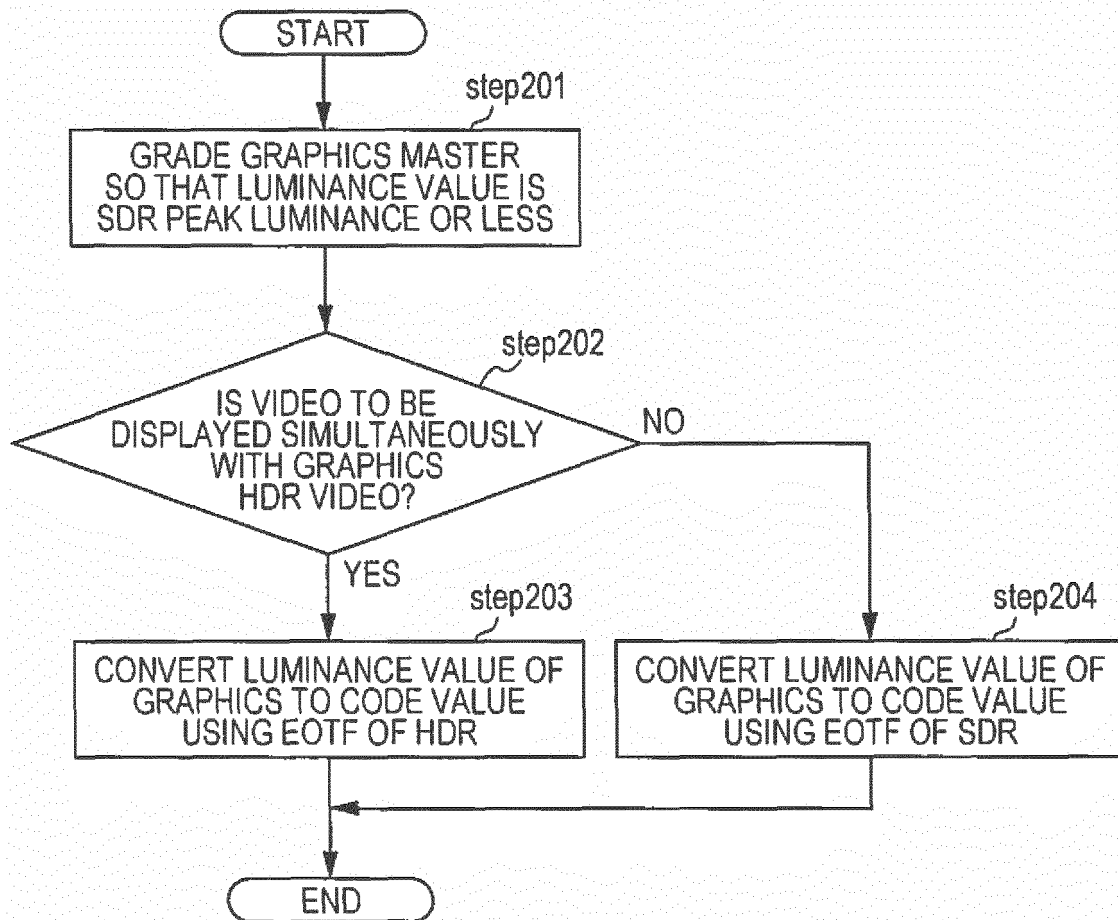 START
step201
GRADE GRAPHICS MASTER
SO THAT LUMINANCE VALUE IS
SDR PEAK LUMINANCE OR LESS
step202
IS VIDEO TO BE
DISPLAYED SIMULTANEOUSLY
WITH GRAPHICS
HDR VIDEO?
NO
YES
step203
CONVERT LUMINANCE VALUE OF
GRAPHICS TO CODE VALUE
USING EOTF OF HDR
step204
CONVERT LUMINANCE VALUE OF
GRAPHICS TO CODE VALUE
USING EOTF OF SDR
END